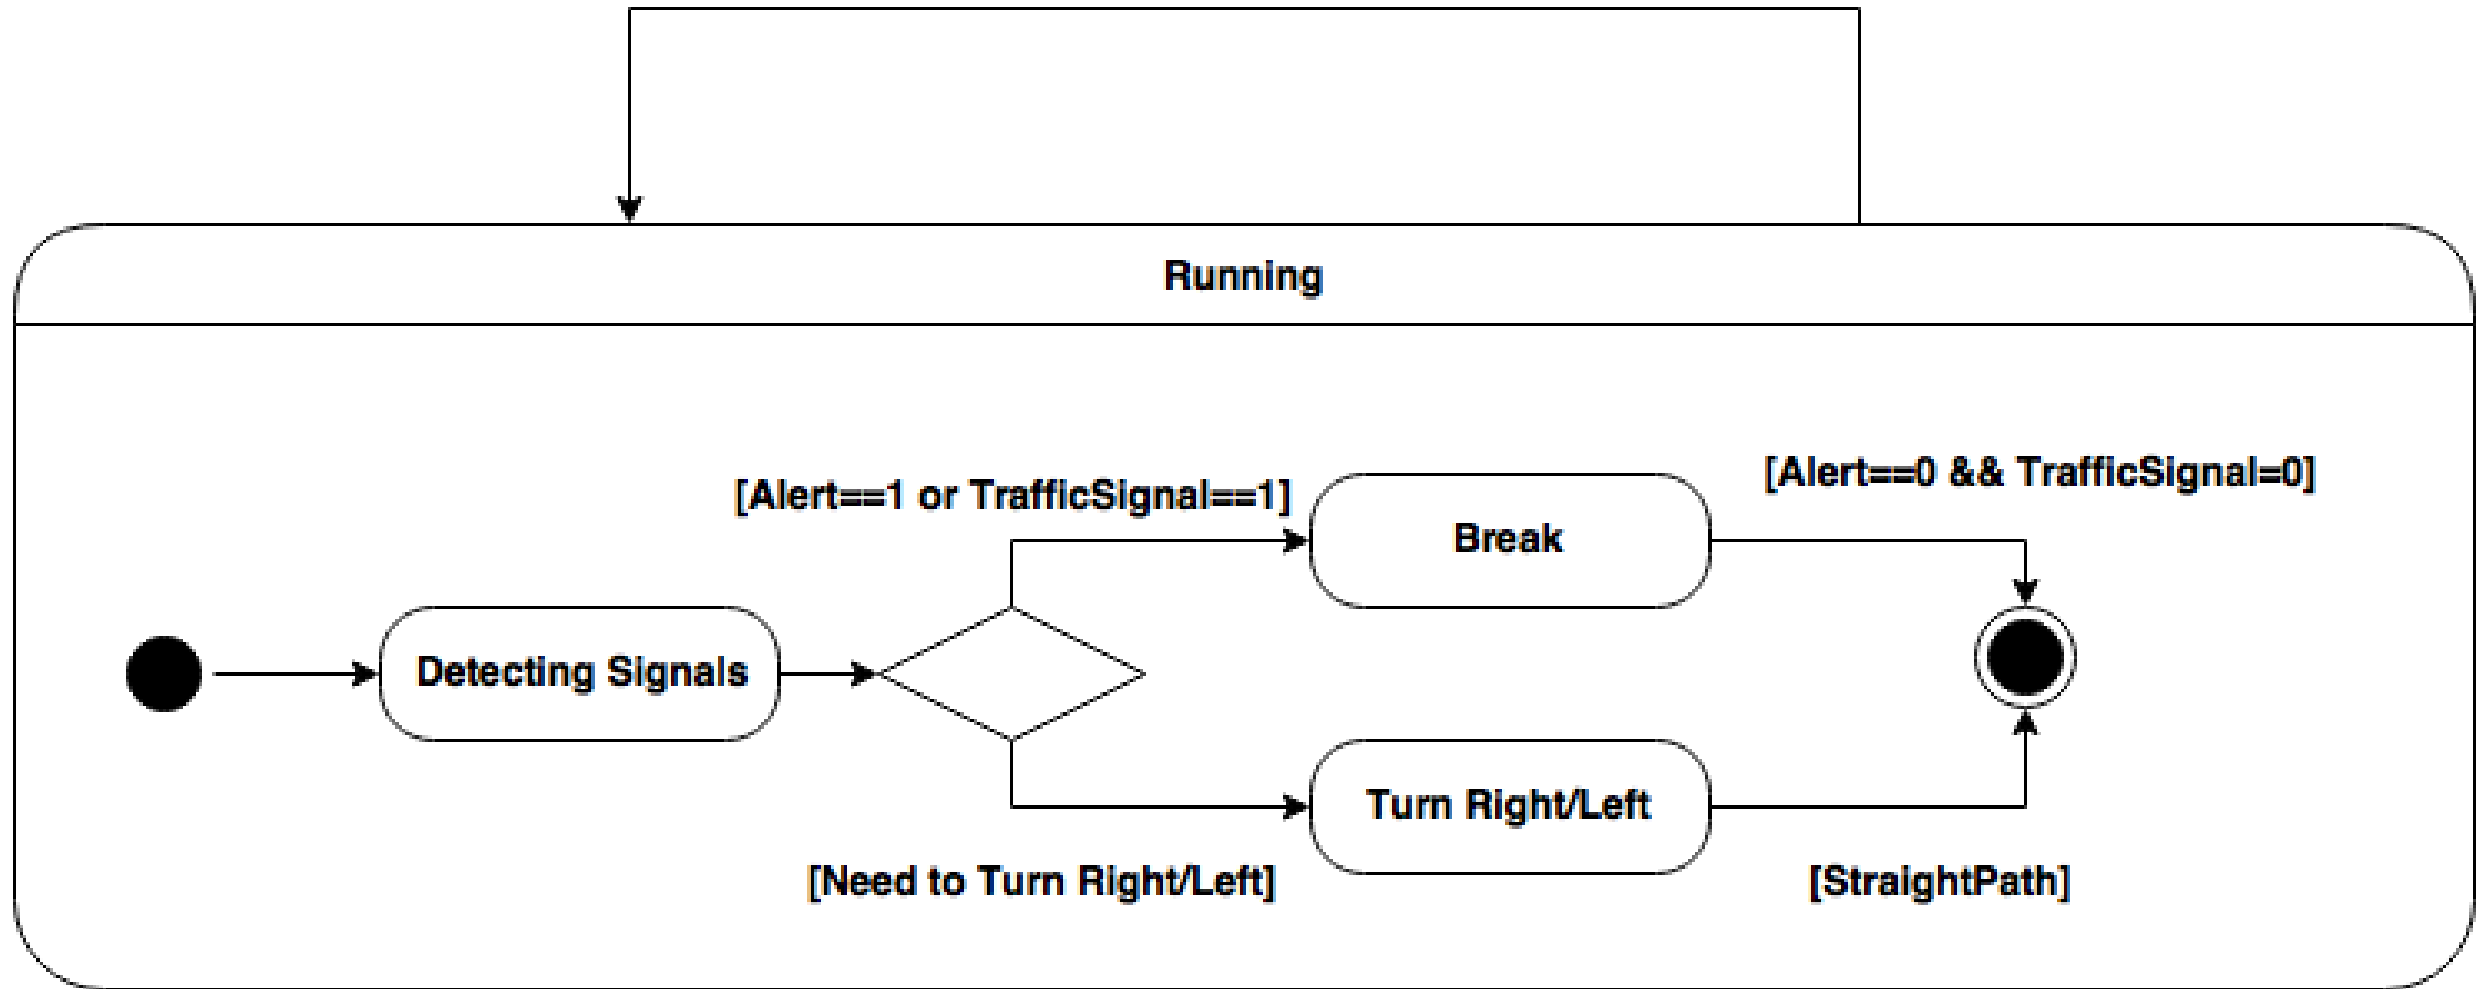 Running
[Alert==1 or TrafficSignal==1]
Break
[Alert==0 && TrafficSignal=0]
Detecting Signals
Turn Right/Left
[Need to Turn Right/Left]
[StraightPath]